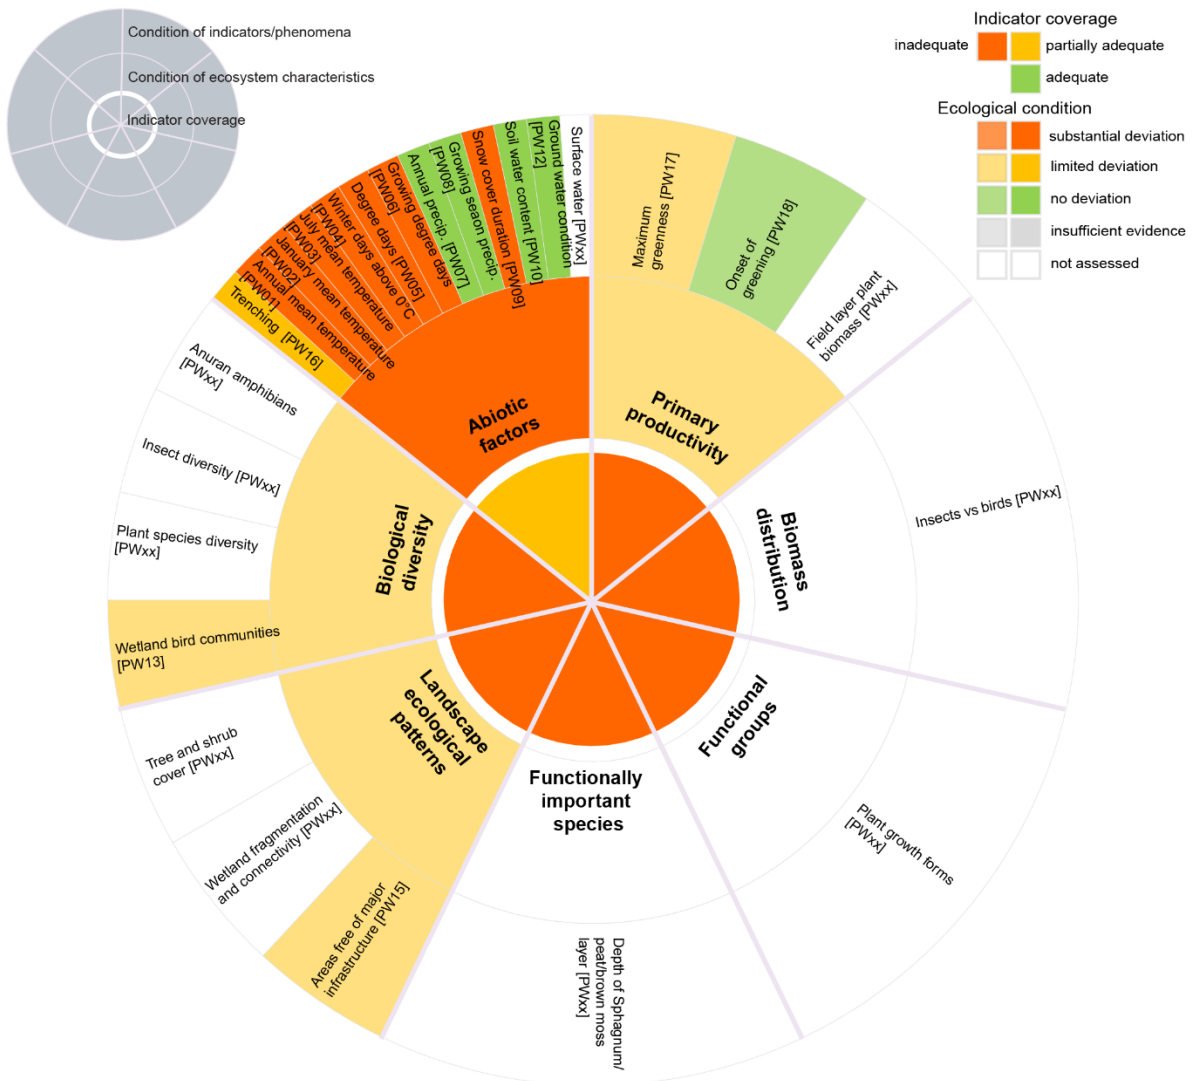 Condition of indicators/phenomena
Condition of ecosystem characteristics
Indicator coverage
Indicator coverage
inadequate
partially adequate
adequate
Ecological condition
substantial deviation
limited deviation
no deviation
insufficient evidence
not assessed
Trenching [PW16]
Annual mean temperature
[PW01]
January mean temperature
[PW02]
July mean temperature
[PW03]
Winter days above 0°C
[PW04]
Degree days [PW05]
Growing degree days
[PW06]
Annual precip. [PW07]
Growing seaon precip.
[PW08]
Snow cover duration [PW09]
Soil water content [PW10]
Ground water condition
[PW12]
Surface water [PWxx]
Maximum
greenness [PW17]
Onset of
greening [PW18]
Field layer plant
biomass [PWxx]
Abiotic
factors
Primary
productivity
Biomass
distribution
Insects vs birds [PWxx]
Functional
groups
Plant growth forms
[PWxx]
Functionally
important
species
Depth of Sphagnum/
peat/brown moss
layer [PWxx]
Landscape
ecological
patterns
Areas free of major
infrastructure [PW15]
Wetland fragmentation
and connectivity [PWxx]
Tree and shrub
cover [PWxx]
Biological
diversity
Wetland bird communities
[PW13]
Plant species diversity
[PWxx]
Insect diversity [PWxx]
Anuran amphibians
[PWxx]